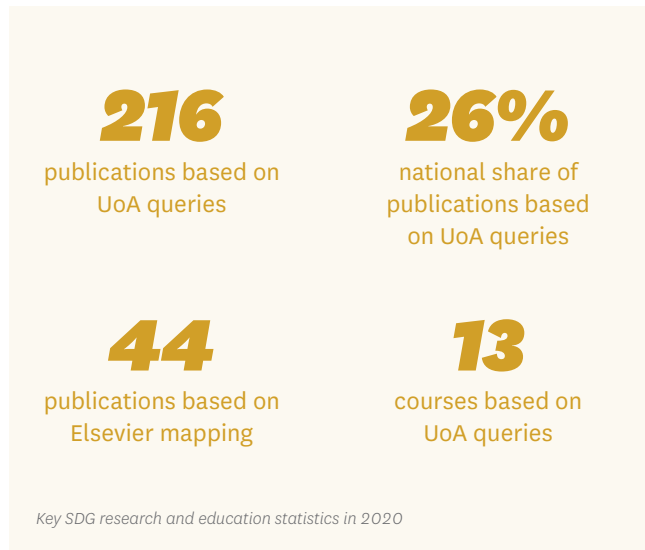 216
publications based on
UoA queries
26%
national share of
publications based
on UoA queries
44
publications based on
Elsevier mapping
13
courses based on
UoA queries
Key SDG research and education statistics in 2020